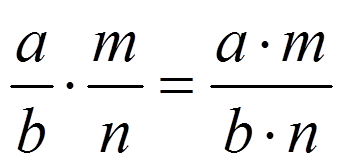 a/b · m/n = a · m / b · n